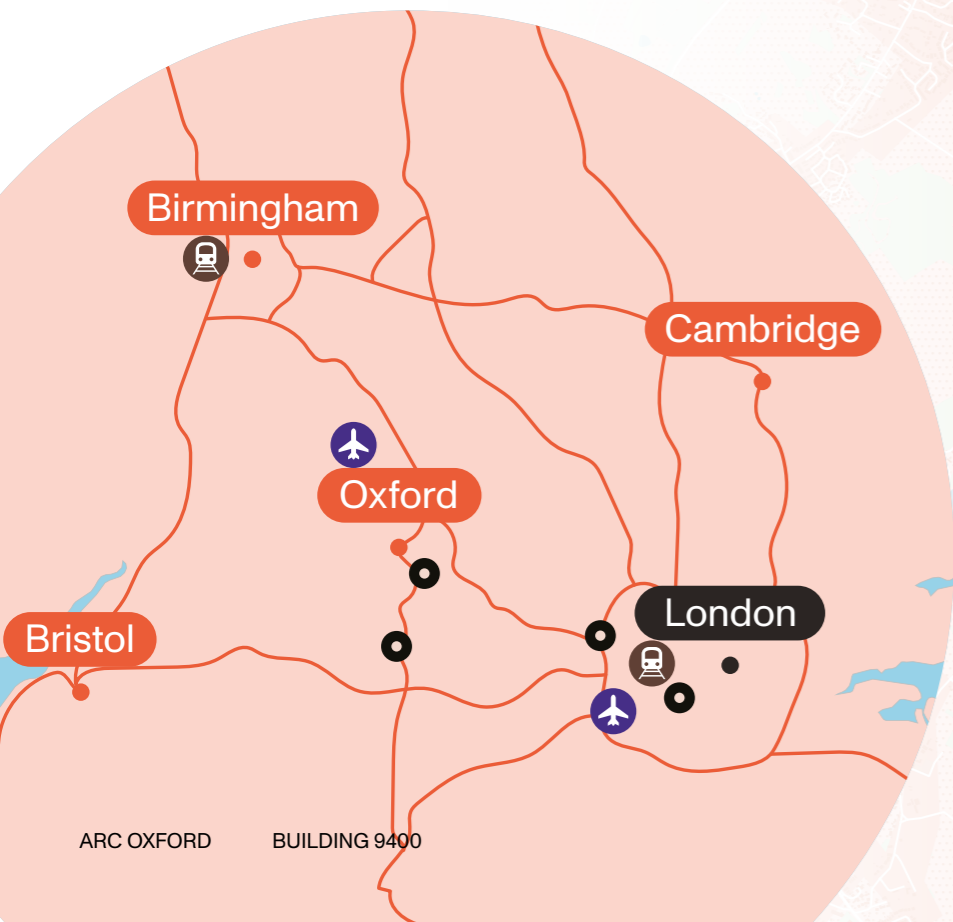 Birmingham
Cambridge
Oxford
London
Bristol
ARC OXFORD BUILDING 9400